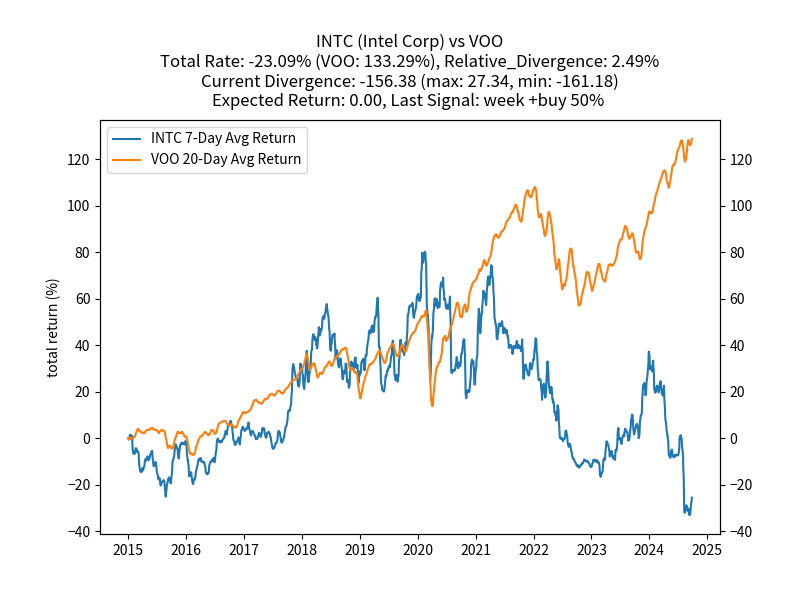 INTC (Intel Corp) vs VOO
Total Rate: -23.09% (VOO: 133.29%), Relative_Divergence: 2.49%
Current Divergence: -156.38 (max: 27.34, min: -161.18)
Expected Return: 0.00, Last Signal: week +buy 50%
INTC 7-Day Avg Return
VOO 20-Day Avg Return
total return (%)
120
100
80
60
40
20
0
−20
−40
120
100
80
60
40
20
0
−20
−40
2015 2016 2017 2018 2019 2020 2021 2022 2023 2024 2025